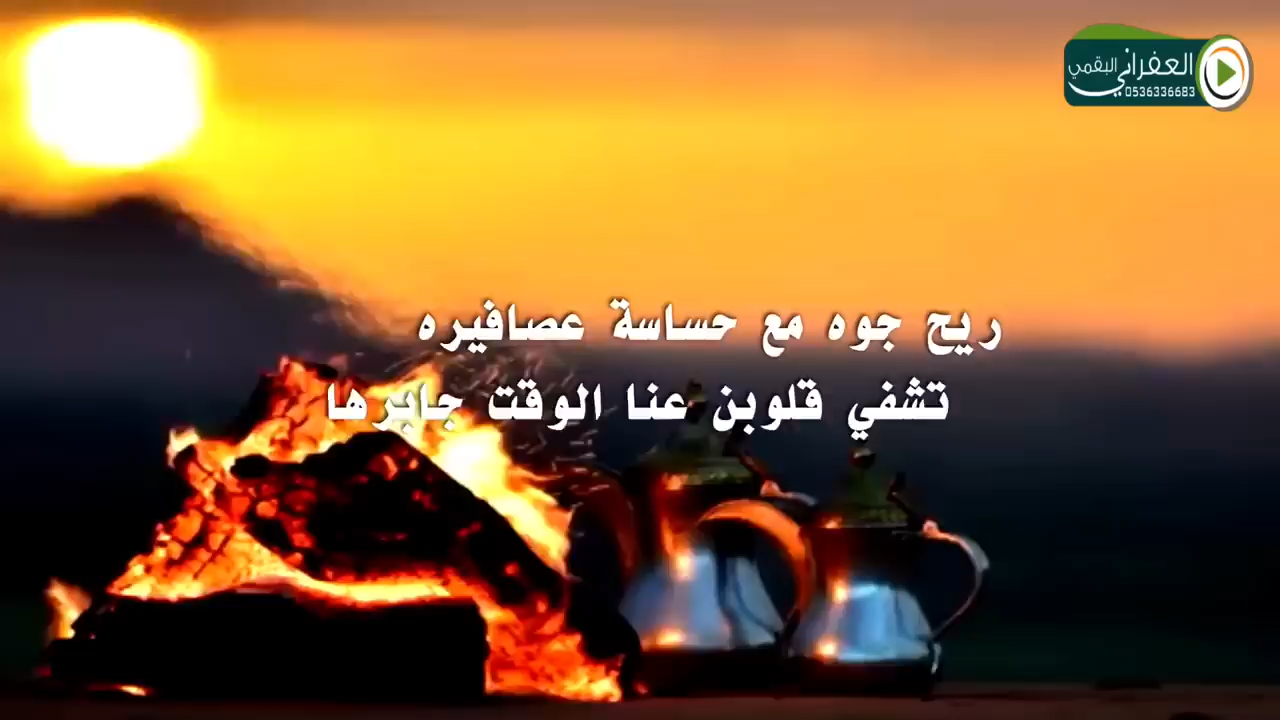 العفراني البقمي
0536336683
ريح جوه مع حساسة عصافيره
تشفي قلوبن عنا الوقت جابرها